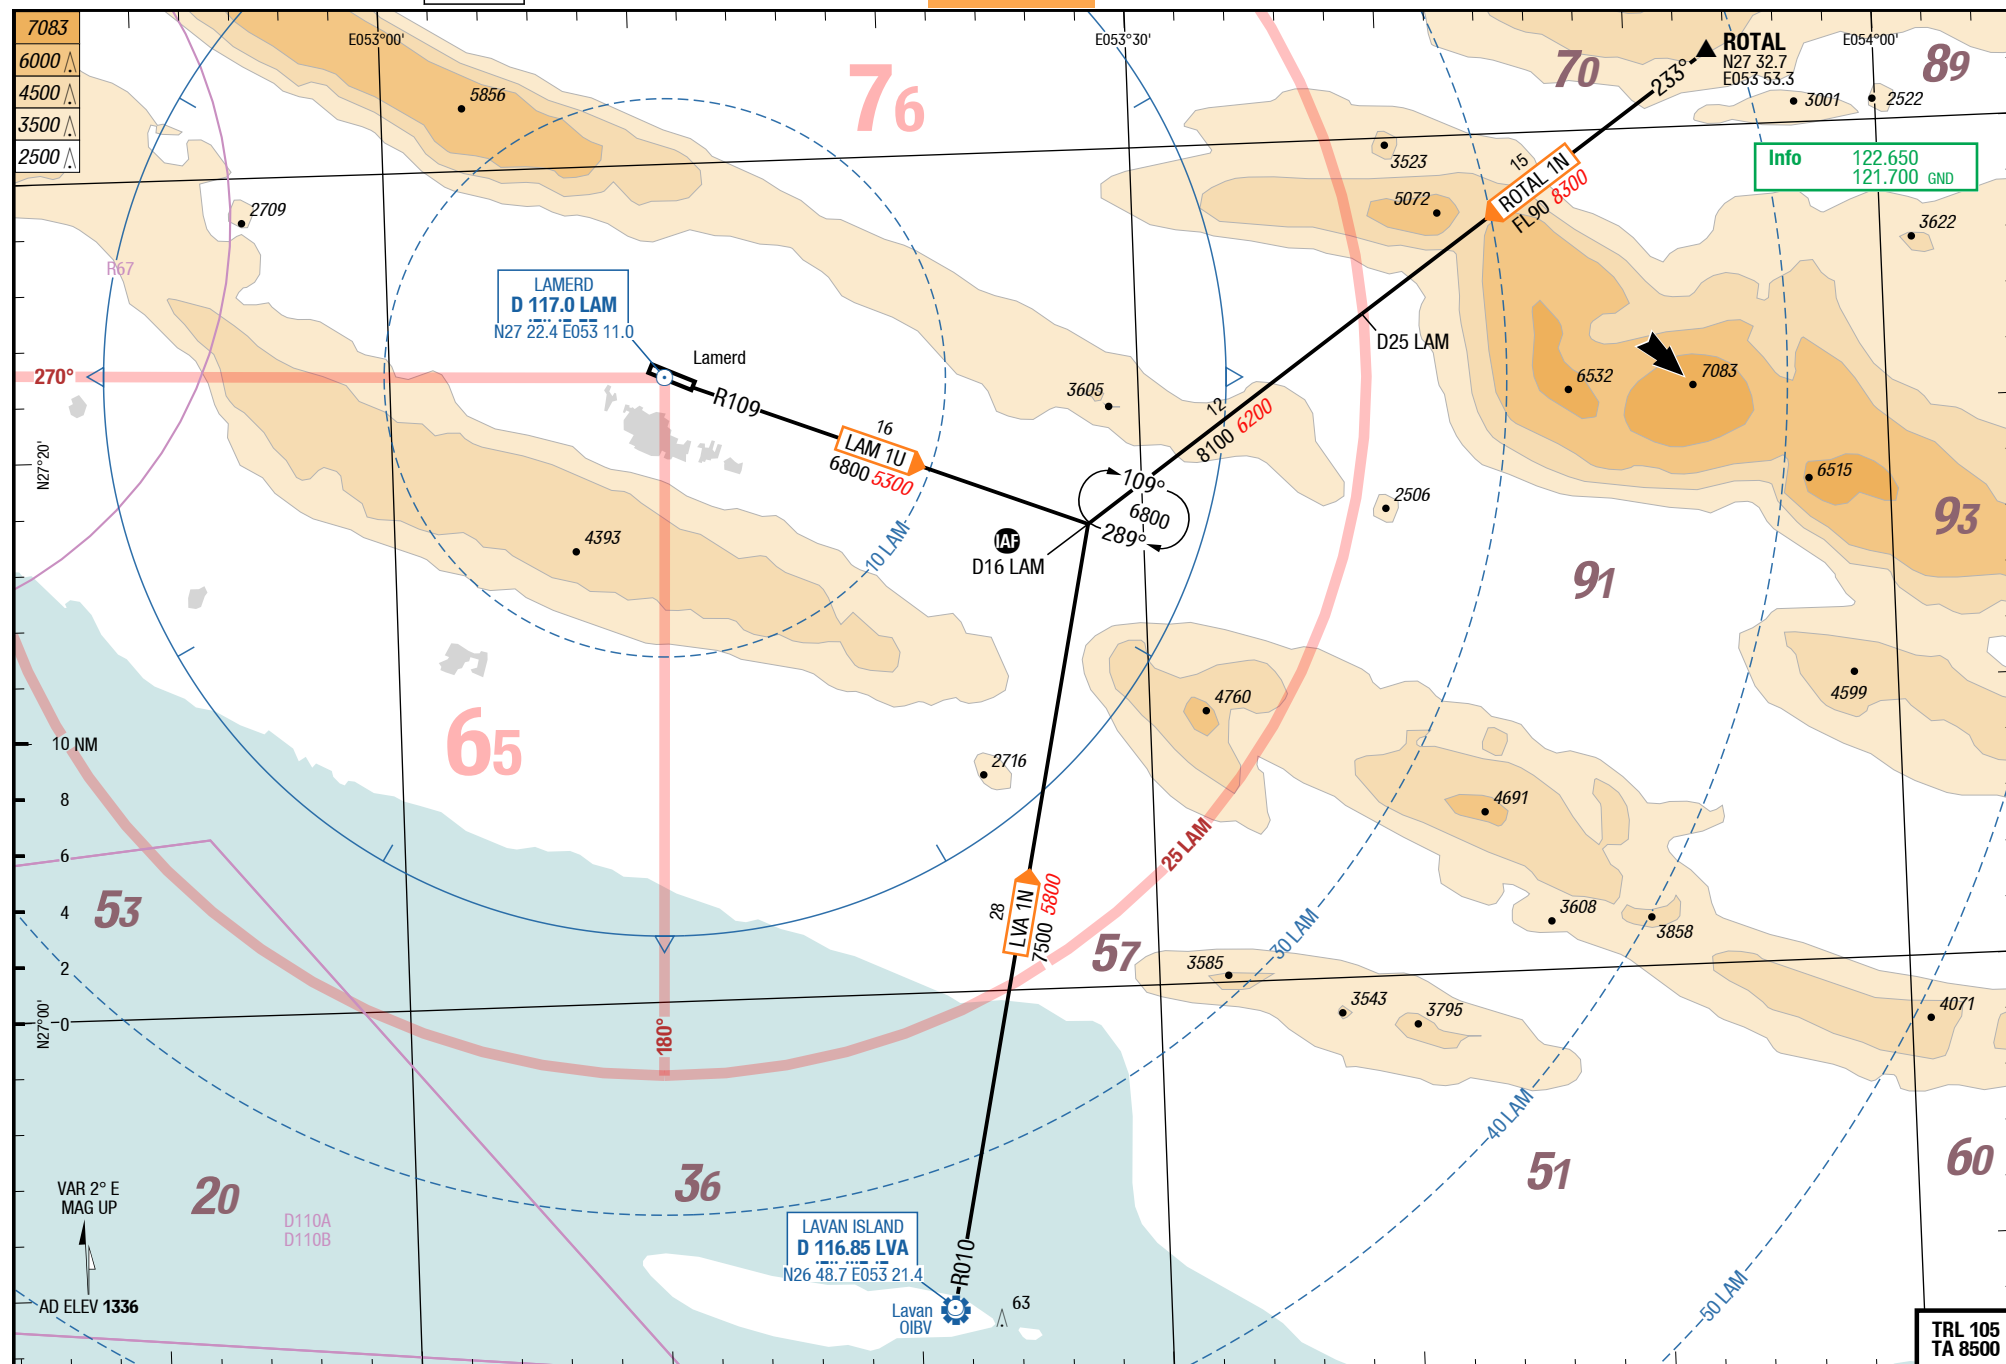 7083
6000
4500
3500
2500
E053°00'
E053°30'
E054°00'
5856
76
70
ROTAL
N27 32.7
E053 53.3
89
233°
3001
2522
3523
Info 122.650
121.700 GND
15
ROTAL 1N
FL90 8300
5072
2709
3622
R67
LAMERD
D 117.0 LAM
N27 22.4 E053 11.0
Lamerd
D25 LAM
270°
R109
3605
6532
7083
12
8100 6200
16
LAM 1U
6800 5300
N27°20'
109°
6800
289°
6515
2506
93
IAF
D16 LAM
4393
10 LAM
91
4760
4599
65
10 NM
2716
8
4691
6
25 LAM
4
53
28
LVA 1N
7500 5800
3608
3858
30 LAM
57
2
3585
3543
3795
4071
N27°00'
0
180°
40 LAM
20
36
51
60
VAR 2° E
MAG UP
D110A
D110B
LAVAN ISLAND
D 116.85 LVA
N26 48.7 E053 21.4
R010
AD ELEV 1336
Lavan
OIBV
63
50 LAM
TRL 105
TA 8500